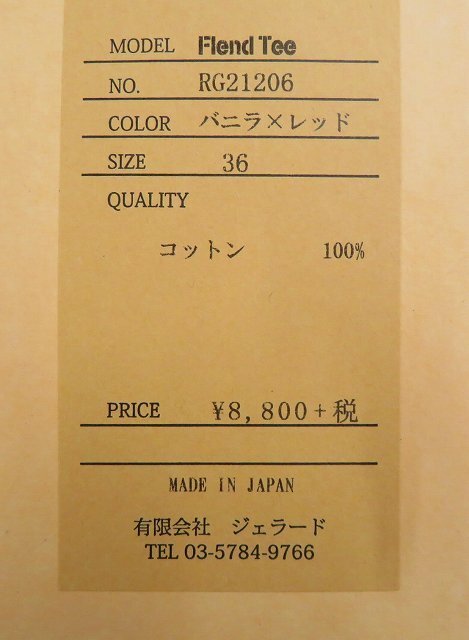 MODEL Flend Tee
NO. RG21206
COLOR バニラ×レッド
SIZE 36
QUALITY
コットン 100%
PRICE ¥8,800+税
MADE IN JAPAN
有限会社 ジェラード
TEL 03-5784-9766